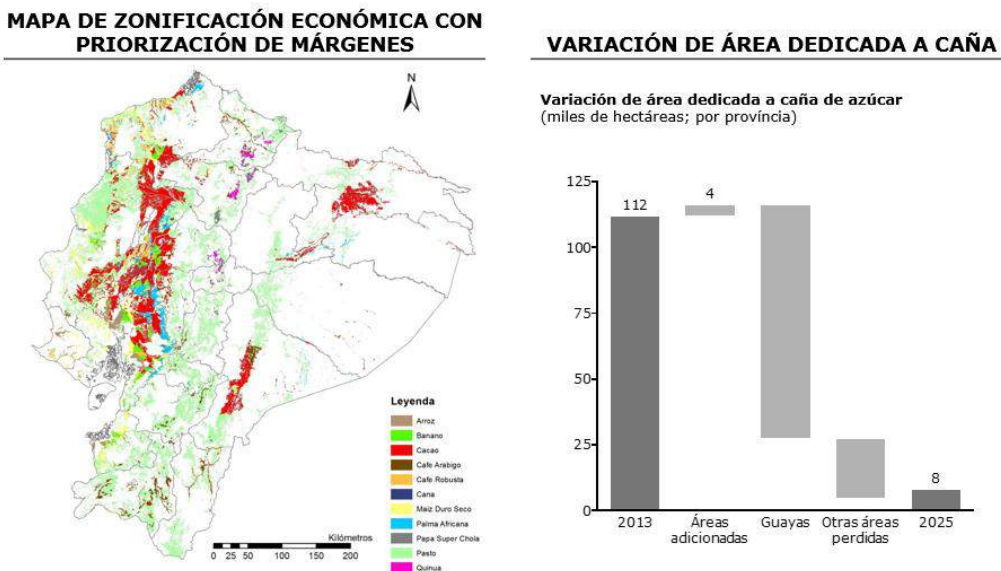 MAPA DE ZONIFICACIÓN ECONÓMICA CON
PRIORIZACIÓN DE MÁRGENES
N
Leyenda
Arroz
Banano
Cacao
Cafe Arabigo
Cafe Robusta
Cana
Maiz Duro Seco
Palma Africana
Papa Super Chola
Pasto
Quinua
Kilómetros
0 25 50 100 150 200
VARIACIÓN DE ÁREA DEDICADA A CAÑA
Variación de área dedicada a caña de azúcar
(miles de hectáreas; por província)
125
100
50
25
0
112
4
8
2013
Áreas
adicionadas
Guayas
Otras áreas
perdidas
2025